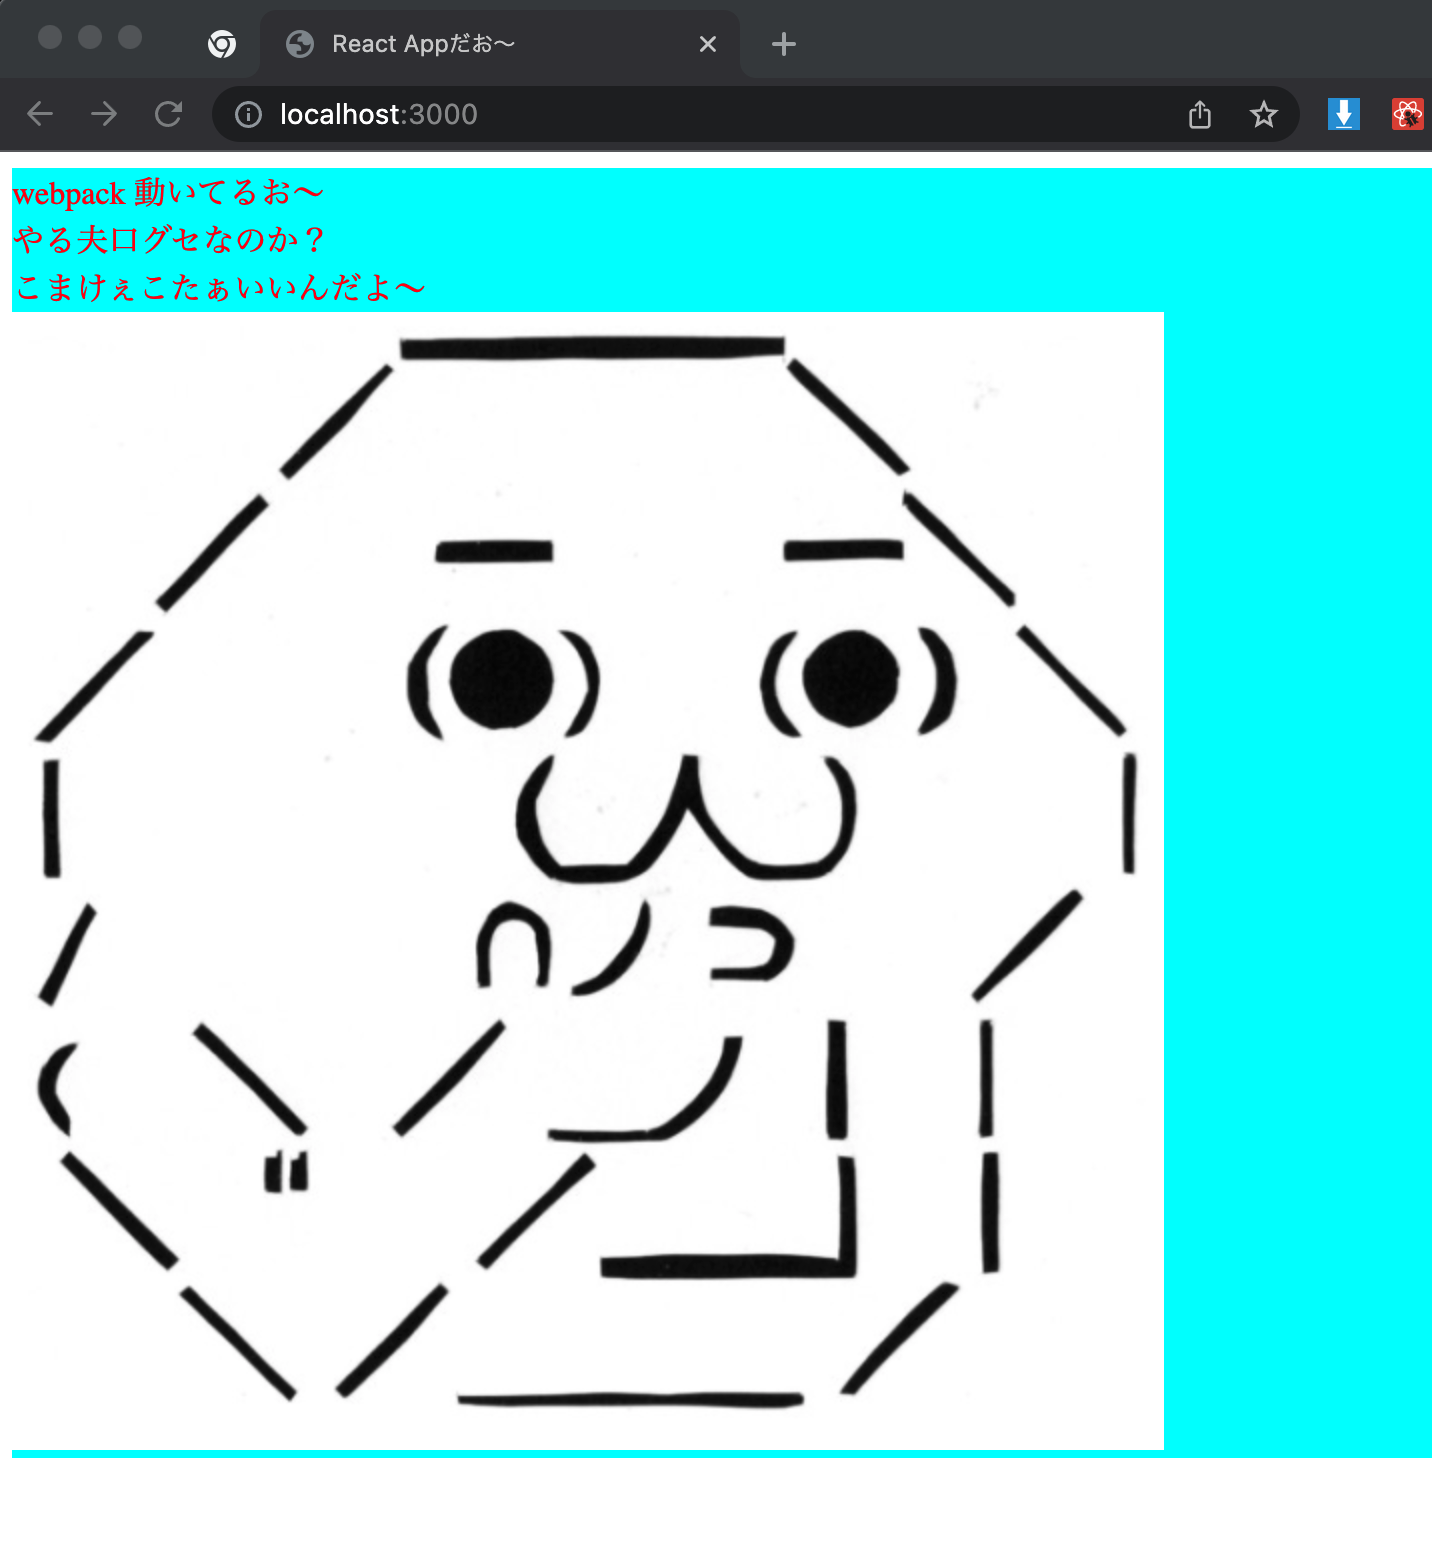 React Appだお〜
localhost:3000
webpack 動いてるお〜
やる夫口グセなのか？
こまけぇこたぁいいんだよ〜